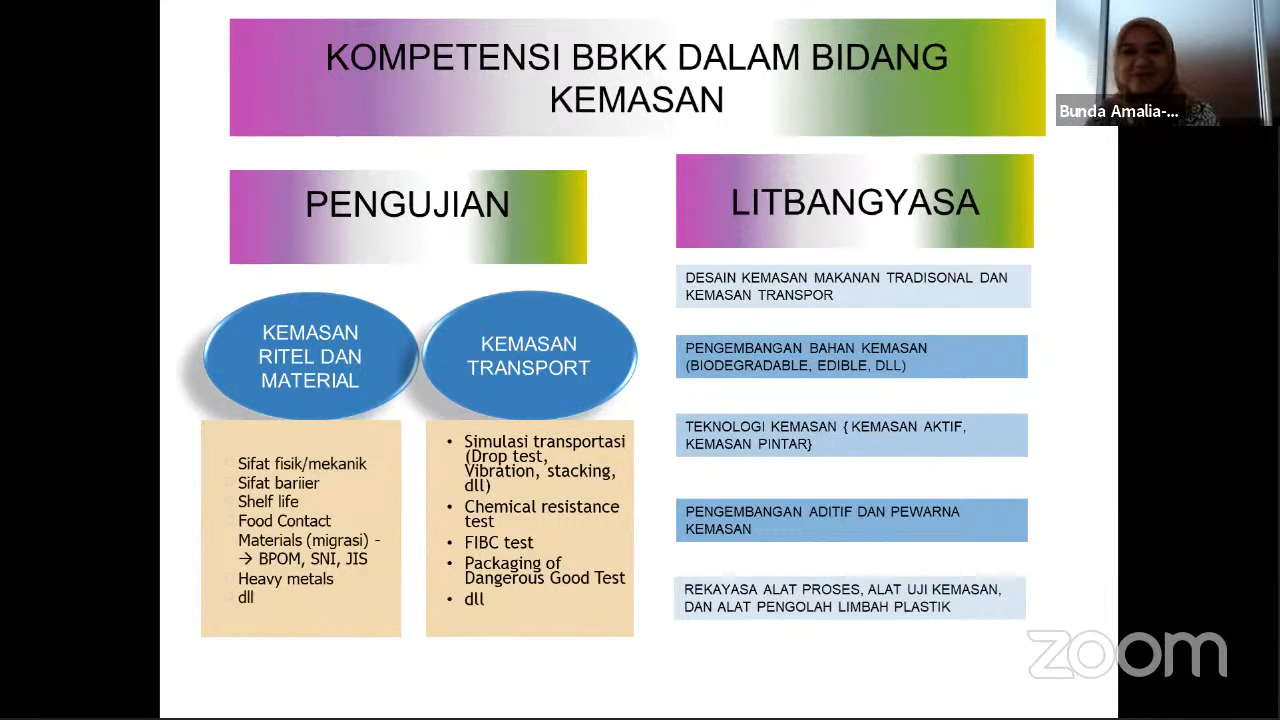 KOMPETENSI BBKK DALAM BIDANG
KEMASAN
Bunda Amalia-...
PENGUJIAN
LITBANGYASA
KEMASAN
RITEL DAN
MATERIAL
KEMASAN
TRANSPORT
Sifat fisik/mekanik
Sifat bariier
Shelf life
Food Contact
Materials (migrasi) -
→ BPOM, SNI, JIS
Heavy metals
dll
• Simulasi transportasi
(Drop test,
Vibration, stacking,
dll)
• Chemical resistance
test
• FIBC test
• Packaging of
Dangerous Good Test
• dll
DESAIN KEMASAN MAKANAN TRADISONAL DAN
KEMASAN TRANSPOR
PENGEMBANGAN BAHAN KEMASAN
(BIODEGRADABLE, EDIBLE, DLL)
TEKNOLOGI KEMASAN { KEMASAN AKTIF,
KEMASAN PINTAR}
PENGEMBANGAN ADITIF DAN PEWARNA
KEMASAN
REKAYASA ALAT PROSES, ALAT UJI KEMASAN,
DAN ALAT PENGOLAH LIMBAH PLASTIK
zoom